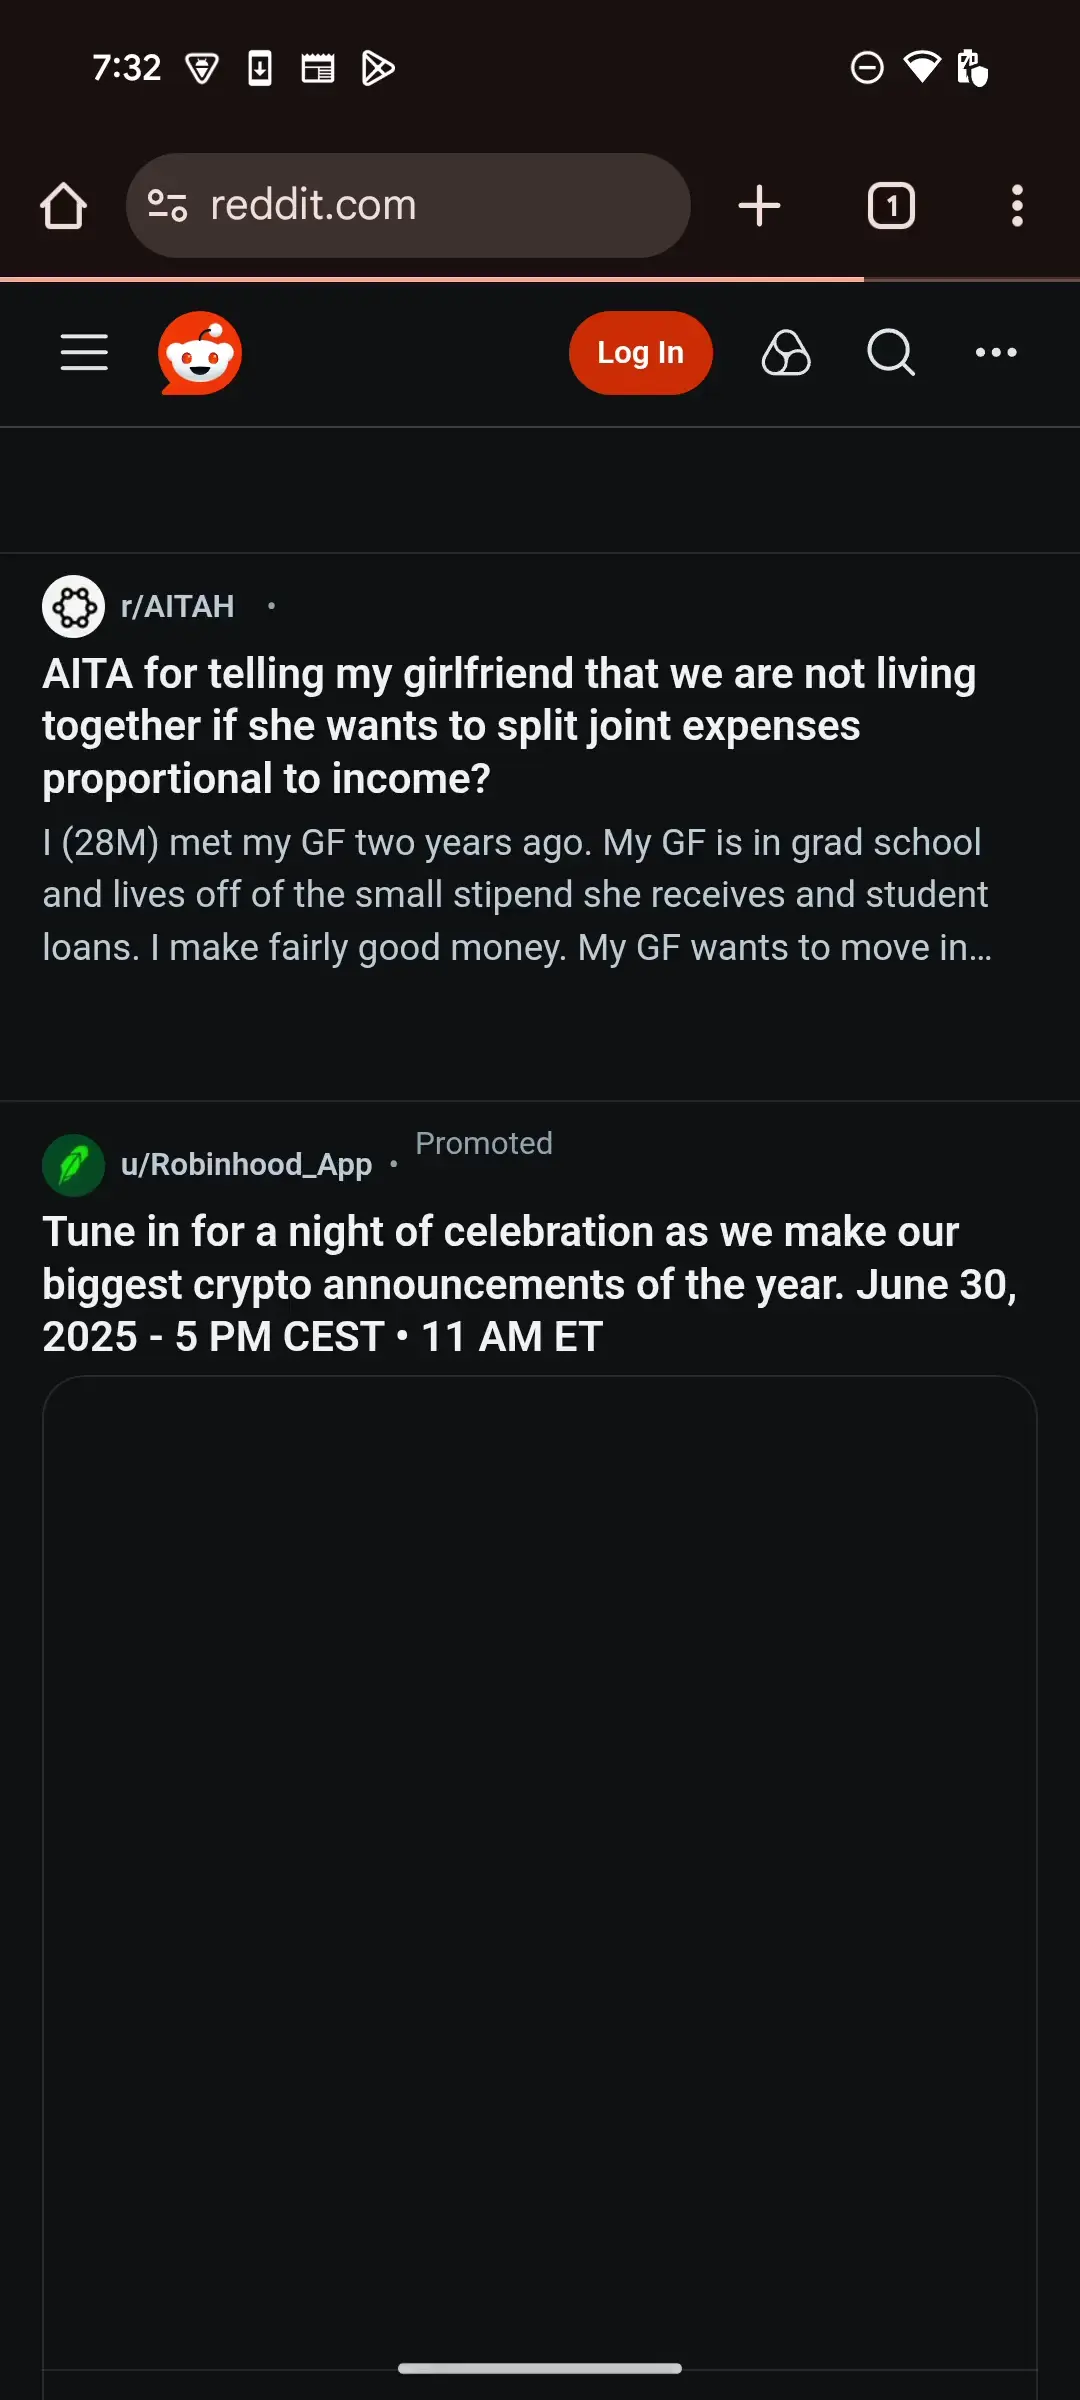 7:32
reddit.com
1
Log In
r/AITAH •
AITA for telling my girlfriend that we are not living
together if she wants to split joint expenses
proportional to income?
I (28M) met my GF two years ago. My GF is in grad school
and lives off of the small stipend she receives and student
loans. I make fairly good money. My GF wants to move in…
u/Robinhood_App • Promoted
Tune in for a night of celebration as we make our
biggest crypto announcements of the year. June 30,
2025 - 5 PM CEST • 11 AM ET